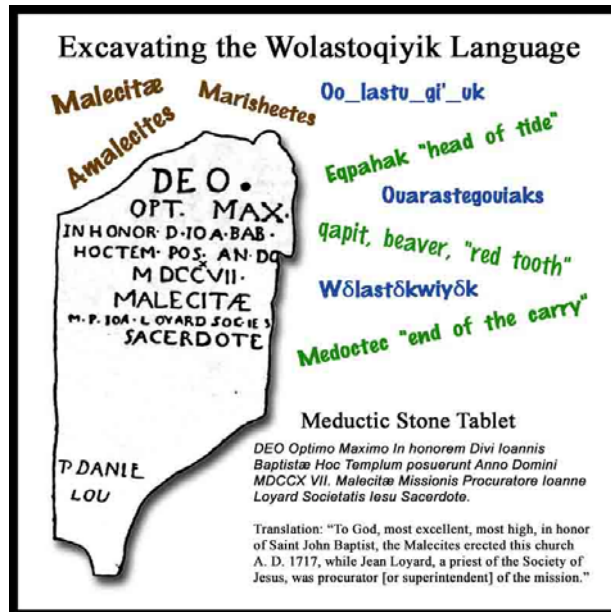 Excavating the Wolastoqiyik Language
Malecitæ
Amalecites
Marisheetes
Oo_lastu_gi'_uk
Eqpahak "head of tide"
Ouarastegouiaks
qapit, beaver, "red tooth"
Wδlastδkwiyδk
Medoctec "end of the carry"
DEO.
OPT. MAX.
IN HONOR · D · IOA · BAB ·
HOCTEM · POS · AN · DO
x
M DCCVII ·
MALECITÆ
M · P · IOA · LOYARD SOC · IES
SACERDOTE
P DANIE
LOU
Meductic Stone Tablet
DEO Optimo Maximo In honorem Divi Ioannis
Baptistæ Hoc Templum posuerunt Anno Domini
MDCCX VII. Malecitæ Missionis Procuratore Ioanne
Loyard Societatis Iesu Sacerdote.
Translation: “To God, most excellent, most high, in honor
of Saint John Baptist, the Malecites erected this church
A. D. 1717, while Jean Loyard, a priest of the Society of
Jesus, was procurator [or superintendent] of the mission.”